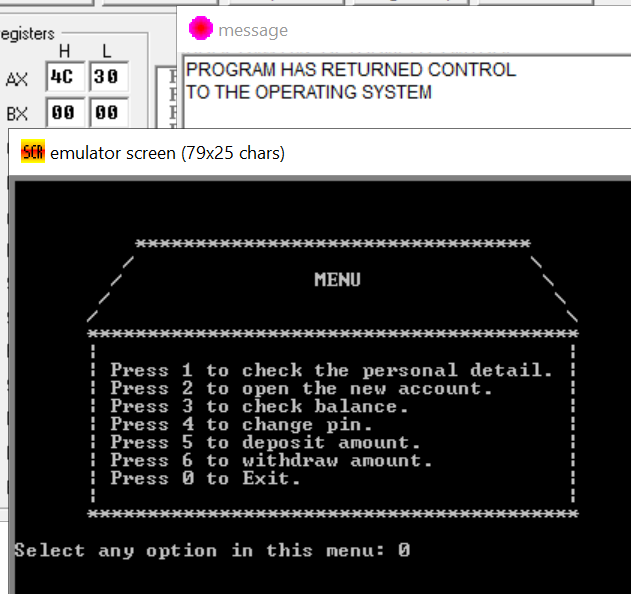 egisters
H L
AX 4C 30
BX 00 00
message
PROGRAM HAS RETURNED CONTROL
TO THE OPERATING SYSTEM
SCR emulator screen (79x25 chars)
*********************************
/ \
/ MENU \
/ \
/ \
*****************************************
Press 1 to check the personal detail.
Press 2 to open the new account.
Press 3 to check balance.
Press 4 to change pin.
Press 5 to deposit amount.
Press 6 to withdraw amount.
Press 0 to Exit.
*****************************************
Select any option in this menu: 0